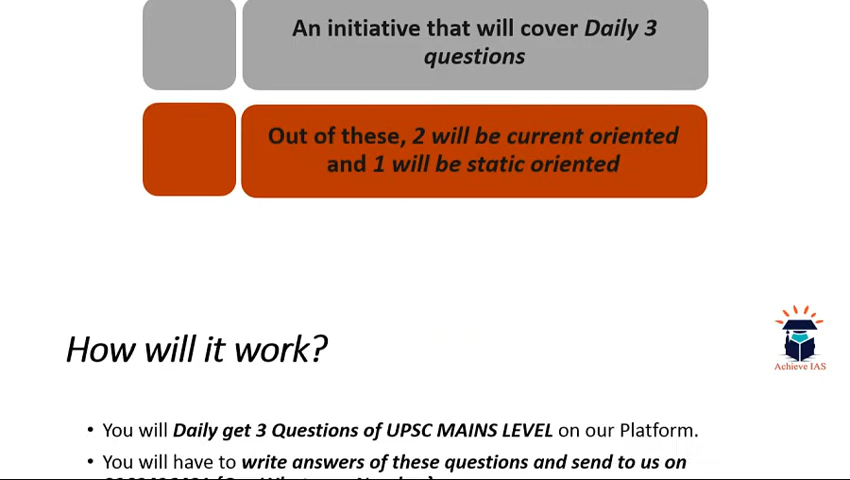 An initiative that will cover Daily 3
questions
Out of these, 2 will be current oriented
and 1 will be static oriented
How will it work?
Achieve IAS
• You will Daily get 3 Questions of UPSC MAINS LEVEL on our Platform.
• You will have to write answers of these questions and send to us on